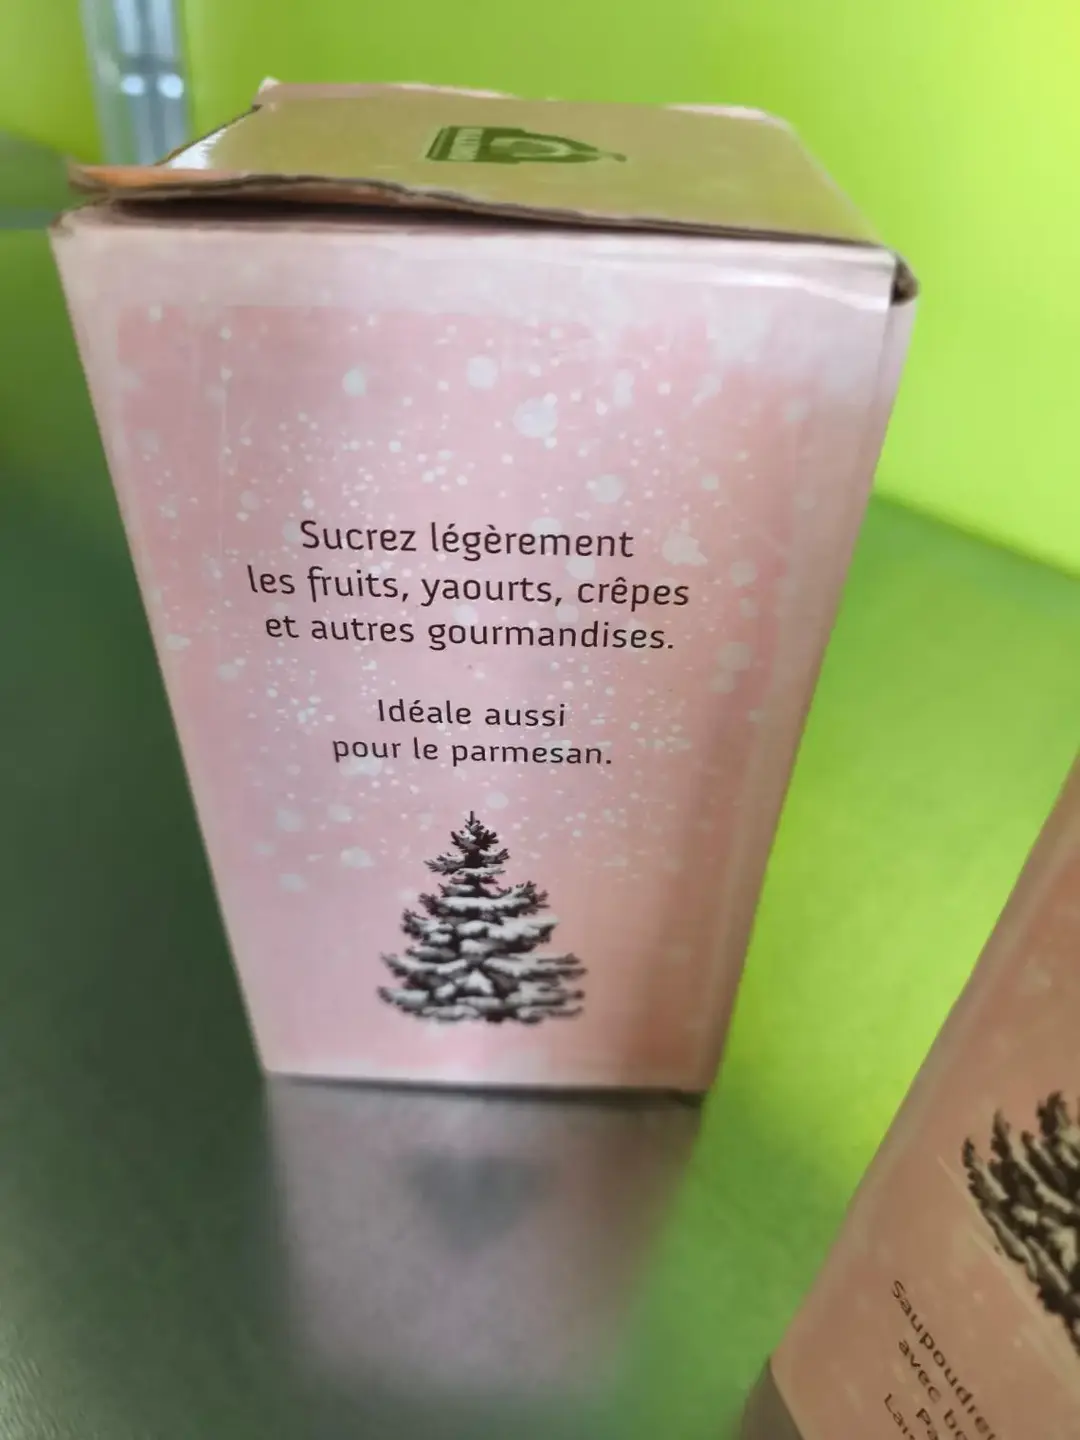 Sucrez légèrement
les fruits, yaourts, crêpes
et autres gourmandises.
Idéale aussi
pour le parmesan.
avec